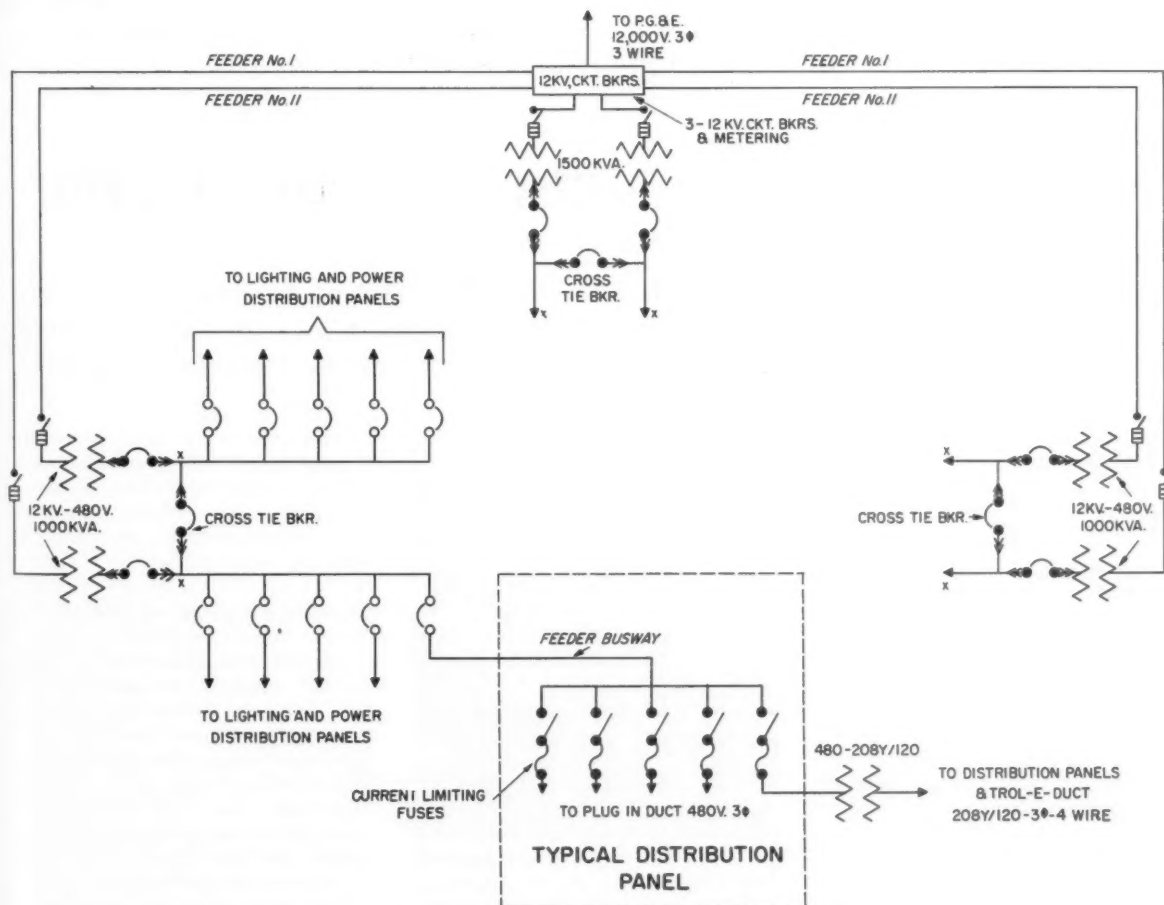 TO P.G.&E.
12,000V. 3ϕ
3 WIRE
FEEDER No.I
12KV,CKT. BKRS.
FEEDER No.I
FEEDER No.II
FEEDER No.II
3-12 KV. CKT. BKRS.
& METERING
1500KVA.
CROSS
TIE BKR.
x
x
TO LIGHTING AND POWER
DISTRIBUTION PANELS
x
12KV.-480V.
1000KVA.
CROSS TIE BKR.
x
x
12KV.-480V.
1000KVA.
CROSS TIE BKR.
x
FEEDER BUSWAY
TO LIGHTING AND POWER
DISTRIBUTION PANELS
480-208Y/120
CURRENT LIMITING
FUSES
TO PLUG IN DUCT 480V. 3ϕ
TO DISTRIBUTION PANELS
& TROL-E-DUCT
208Y/120-3ϕ-4 WIRE
TYPICAL DISTRIBUTION
PANEL